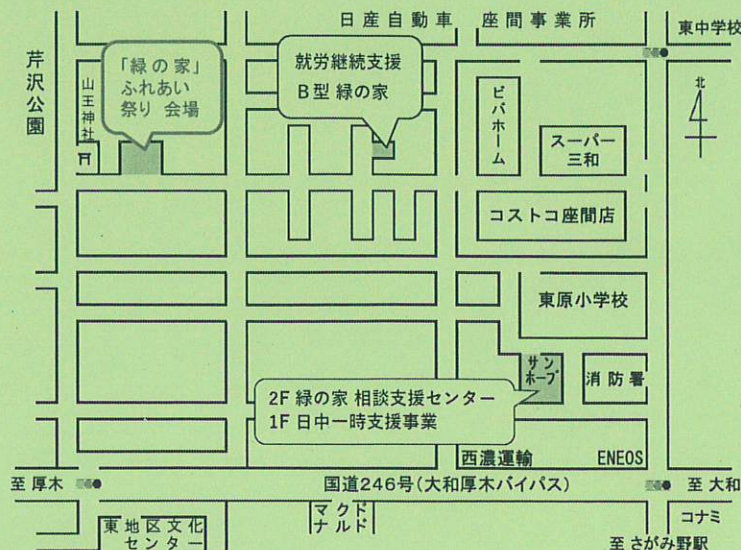 日産自動車 座間事業所
東中学校
芹沢公園
「緑の家」
ふれあい
祭り 会場
就労継続支援
B型 緑の家
山王神社
ビバホーム
スーパー
三和
北
コストコ座間店
東原小学校
サン
ホープ
消防署
2F 緑の家 相談支援センター
1F 日中一時支援事業
西濃運輸
ENEOS
至 厚木
国道246号(大和厚木バイパス)
至 大和
東地区文化
センター
マクド
ナルド
コナミ
至 さがみ野駅